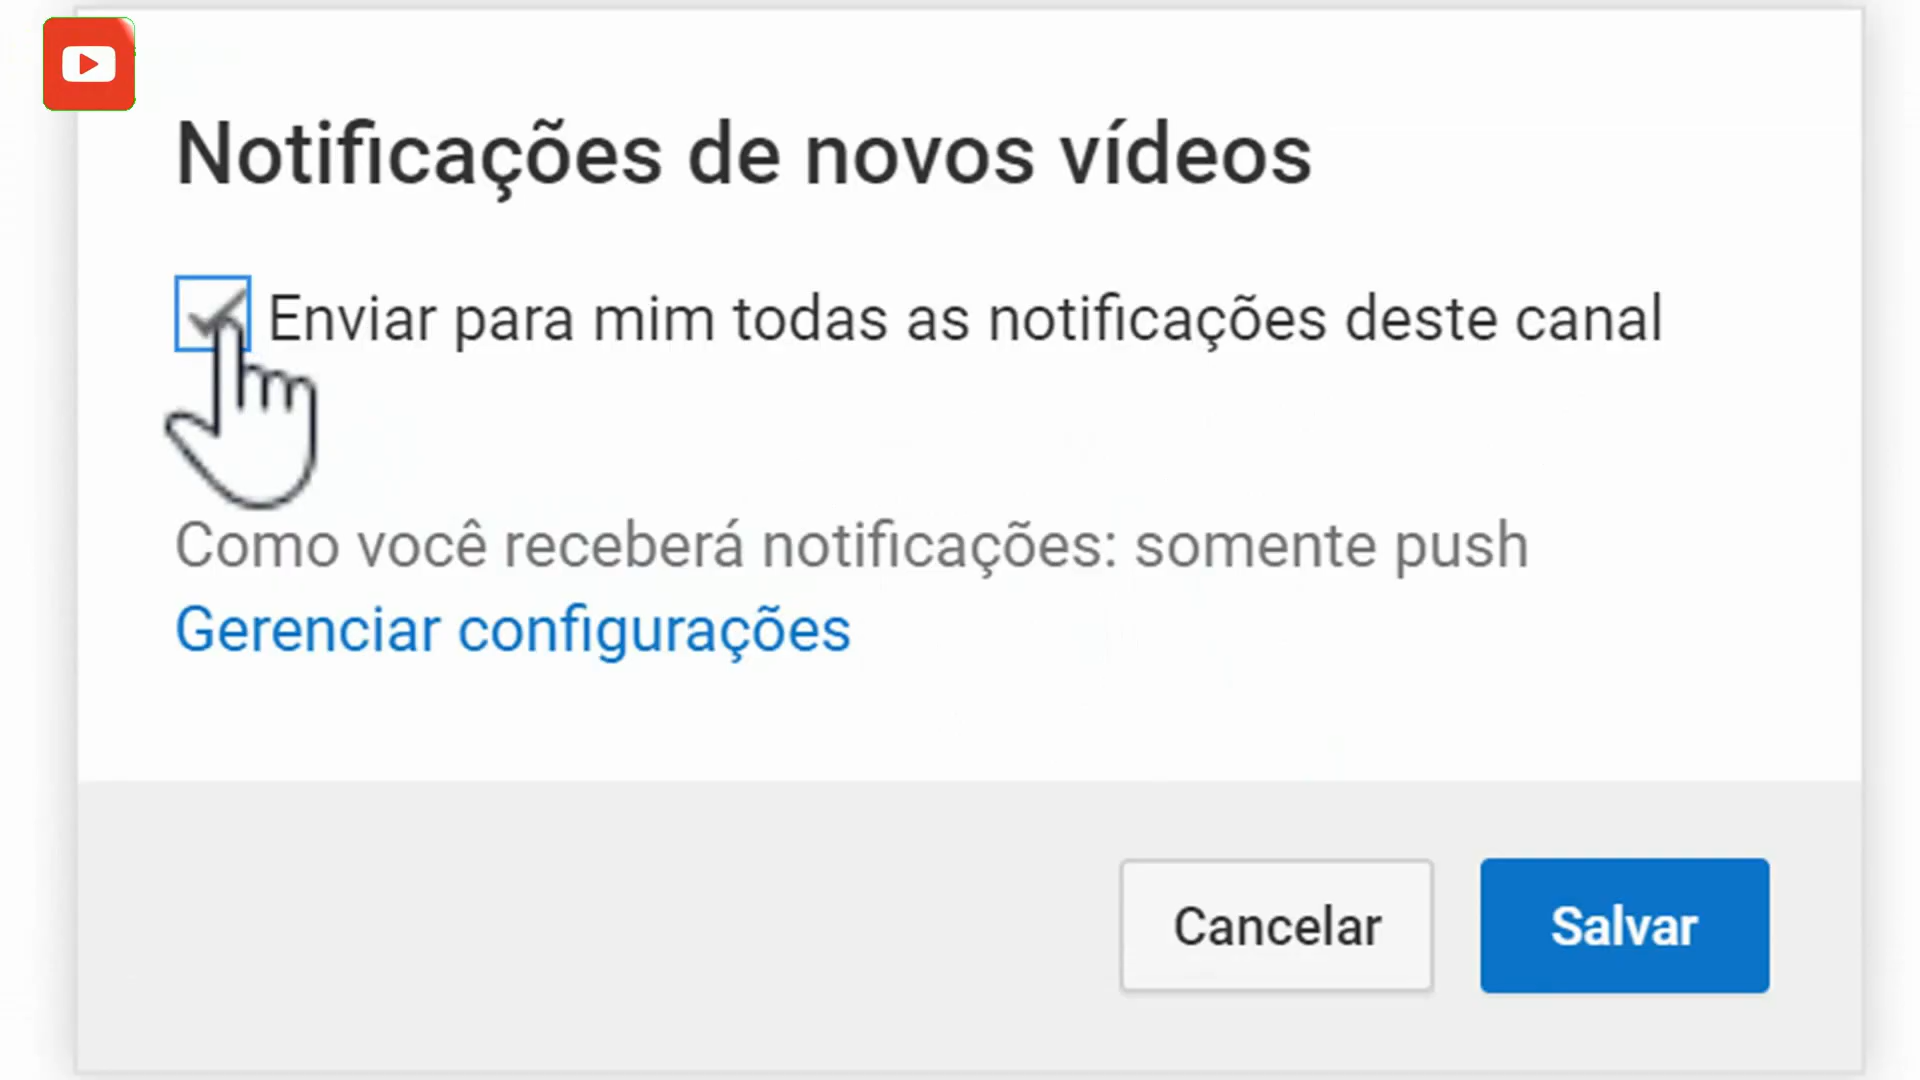 Notificações de novos vídeos
Enviar para mim todas as notificações deste canal
Como você receberá notificações: somente push
Gerenciar configurações
Cancelar
Salvar